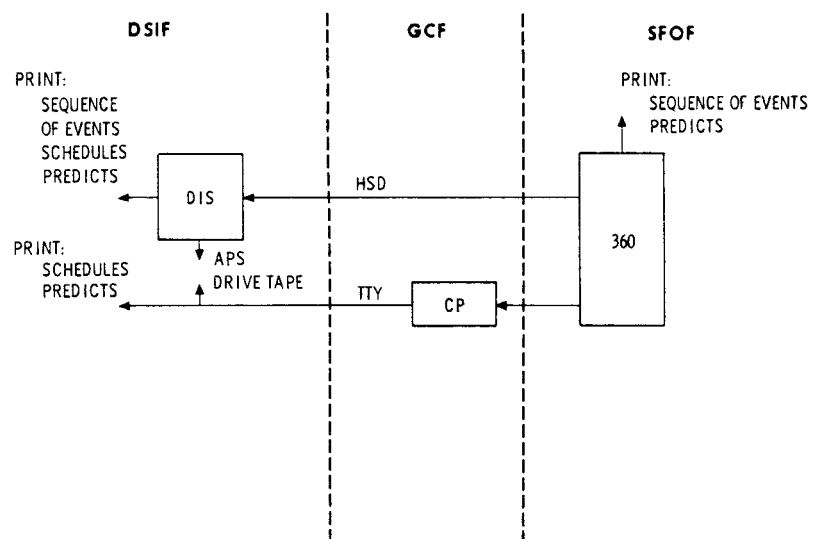 DSIF
GCF
SFOF
PRINT:
SEQUENCE
OF EVENTS
SCHEDULES
PREDICTS
PRINT:
SEQUENCE OF EVENTS
PREDICTS
DIS
HSD
360
PRINT:
SCHEDULES
PREDICTS
APS
DRIVE TAPE
TTY
CP